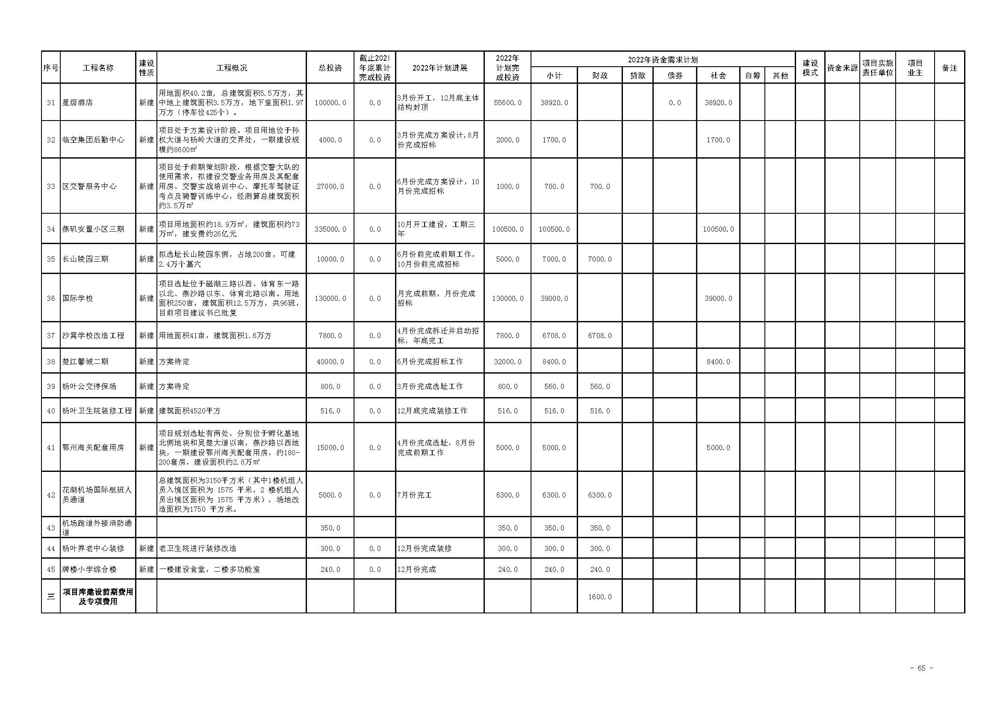 序号 工程名称 建设性质 工程概况 总投资 截止2021年底累计完成投资 2022年计划进展 2022年计划完成投资 2022年资金需求计划 建设模式 资金来源 项目实施责任单位 项目业主 备注
小计 财政 贷款 债券 社会 自筹 其他
31 星级酒店 新建 用地面积40.2亩，总建筑面积5.5万方，其中地上建筑面积3.5万方，地下室面积1.97万方（停车位425个）。 100000.0 0.0 3月份开工，12月底主体结构封顶 55600.0 38920.0 0.0 38920.0
32 临空集团后勤中心 新建 项目处于方案设计阶段。项目用地位于孙权大道与杨岭大道的交界处，一期建设规模约8600㎡ 4000.0 0.0 3月份完成方案设计,8月份完成招标 2000.0 1700.0 1700.0
33 区交警服务中心 新建 项目处于前期策划阶段，根据交警大队的使用需求，拟建设交警业务用房及其配套用房、交警实战培训中心、摩托车驾驶证考点及骑警训练中心，经测算总建筑面积约3.5万㎡ 27000.0 0.0 6月份完成方案设计，10月份完成招标 1000.0 700.0 700.0
34 燕矶安置小区三期 新建 项目用地面积约18.9万㎡，建筑面积约73万㎡，建安费约26亿元 335000.0 0.0 10月开工建设，工期三年 100500.0 100500.0 100500.0
35 长山陵园三期 新建 拟选址长山陵园东侧，占地200亩，可建2.4万个墓穴 10000.0 0.0 6月份前完成前期工作，10月份前完成招标 5000.0 7000.0 7000.0
36 国际学校 新建 项目选址位于磁湖三路以西、体育东一路以北、燕沙路以东、体育北路以南。用地面积250亩，建筑面积12.5万方，共96班，目前项目建议书已批复 130000.0 0.0 月完成前期，月份完成招标 130000.0 39000.0 39000.0
37 沙窝学校改造工程 新建 用地面积41亩，建筑面积1.6万方 7800.0 0.0 4月份完成拆迁并启动招标，年底完工 7800.0 6708.0 6708.0
38 楚江馨城二期 新建 方案待定 40000.0 0.0 6月份完成招标工作 32000.0 8400.0 8400.0
39 杨叶公交停保场 新建 方案待定 800.0 0.0 3月份完成选址工作 800.0 560.0 560.0
40 杨叶卫生院装修工程 新建 建筑面积4520平方 516.0 0.0 12月底完成装修工作 516.0 516.0 516.0
41 鄂州海关配套用房 新建 项目规划选址有两处，分别位于孵化基地北侧地块和吴楚大道以南，燕沙路以西地块，一期建设鄂州海关配套用房，约180-200套房，建设面积约2.8万㎡ 15000.0 0.0 4月份完成选址，8月份完成前期工作 5000.0 5000.0 5000.0
42 花湖机场国际航班人员通道 总建筑面积为3150平方米（其中1楼机组人员入境区面积为 1575 平米，2 楼机组人员出境区面积为 1575 平方米），场地改造面积为1750 平方米。 5000.0 0.0 7月份完工 6300.0 6300.0 6300.0
43 机场跑道外接消防通道 350.0 350.0 350.0 350.0
44 杨叶养老中心装修 新建 老卫生院进行装修改造 300.0 0.0 12月份完成装修 300.0 300.0 300.0
45 牌楼小学综合楼 新建 一楼建设食堂，二楼多功能室 240.0 0.0 12月份完成 240.0 240.0 240.0
三 项目库建设前期费用及专项费用 1600.0
- 65 -